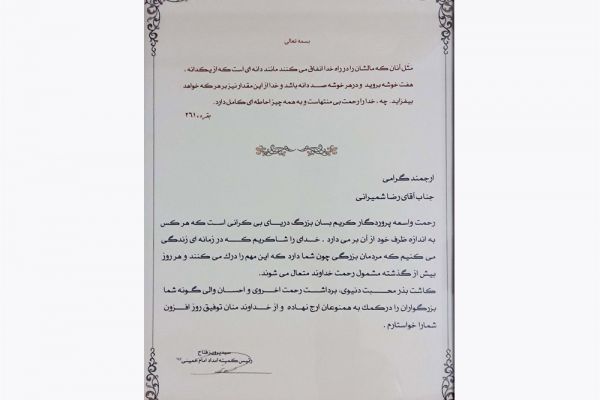 بسمه تعالی
مثل آنان که مالشان را در راه خدا انفاق می کنند مانند دانه ای است که از یکدانه ،
هفت خوشه بروید و در هر خوشه صد دانه باشد و خدا از این مقدار نیز بر هر که خواهد
بیفزاید. چه ، خدا را رحمت بی منتهاست و به همه چیز احاطه ای کامل دارد.
بقره، ۲۶۱
ارجمند گرامی
جناب آقای رضا شمیرانی
رحمت واسعه پروردگار کریم بسان بزرگ دریای بی کرانی است که هر کس
به اندازه ظرف خود از آن بر می دارد . خدای را شاکریم که در زمانه ای زندگی
می کنیم که مردمان بزرگی چون شما دارد که این مهم را درک می کنند و هر روز
بیش از گذشته مشمول رحمت خداوند متعال می شوند.
کاشت بذر محبت دنیوی، برداشت رحمت اخروی و احسان والی گونه شما
بزرگواران را در کمک به همنوعان ارج نهاده و از خداوند منان توفیق روز افزون
شما را خواستارم .
سید پرویز فتاح
رئیس کمیته امداد امام خمینی